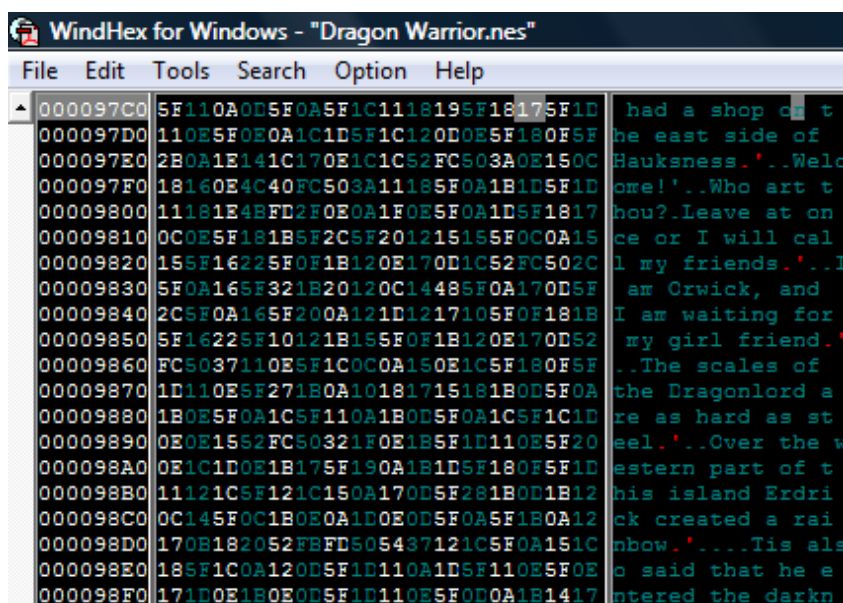 WindHex for Windows - "Dragon Warrior.nes"
File Edit Tools Search Option Help
000097C0 5F110A0D5F0A5F1C1118195F18175F1D had a shop on t
000097D0 110E5F0E0A1C1D5F1C120D0E5F180F5F he east side of
000097E0 2B0A1E141C170E1C1C52FC503A0E150C Hauksness.'..Welc
000097F0 18160E4C40FC503A11185F0A1B1D5F1D ome!'..Who art t
00009800 11181E4BFD2F0E0A1F0E5F0A1D5F1817 hou?.Leave at on
00009810 0C0E5F181B5F2C5F201215155F0C0A15 ce or I will cal
00009820 155F16225F0F1B120E170D1C52FC502C l my friends.'..I
00009830 5F0A165F321B20120C14485F0A170D5F am Orwick, and
00009840 2C5F0A165F200A121D1217105F0F181B I am waiting for
00009850 5F16225F10121B155F0F1B120E170D52 my girl friend.'
00009860 FC5037110E5F1C0C0A150E1C5F180F5F ..The scales of
00009870 1D110E5F271B0A10181715181B0D5F0A the Dragonlord a
00009880 1B0E5F0A1C5F110A1B0D5F0A1C5F1C1D re as hard as st
00009890 0E0E1552FC50321F0E1B5F1D110E5F20 eel.'..Over the w
000098A0 0E1C1D0E1B175F190A1B1D5F180F5F1D estern part of t
000098B0 11121C5F121C150A170D5F281B0D1B12 his island Erdri
000098C0 0C145F0C1B0E0A1D0E0D5F0A5F1B0A12 ck created a rai
000098D0 170B182052FBFD505437121C5F0A151C nbow.'....Tis als
000098E0 185F1C0A120D5F1D110A1D5F110E5F0E o said that he e
000098F0 171D0E1B0E0D5F1D110E5F0D0A1B1417 ntered the darkn